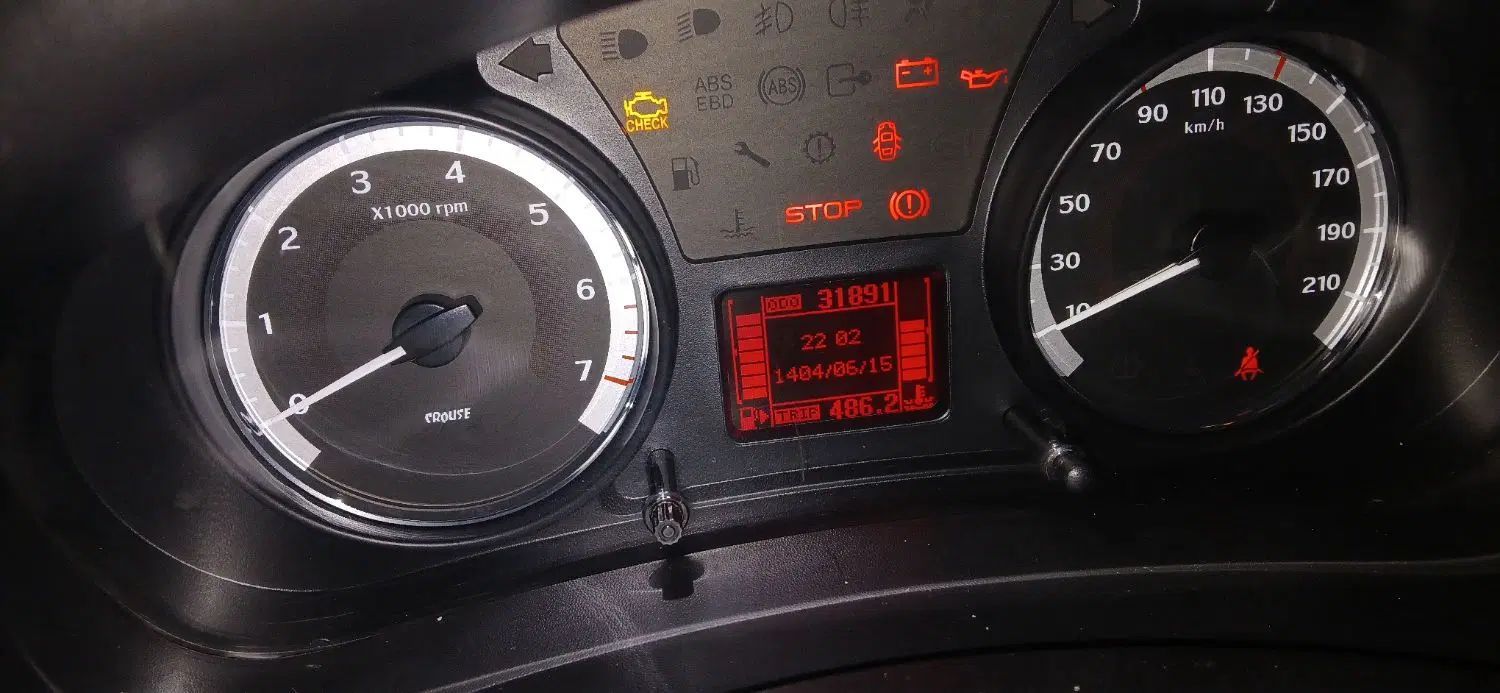 CHECK
ABS
EBD
ABS
STOP
0
1
2
3
4
5
6
7
X1000 rpm
CROUSE
ODO 31891
22 02
1404/06/15
TRIP 486.2
10
30
50
70
90
110
130
150
170
190
210
km/h